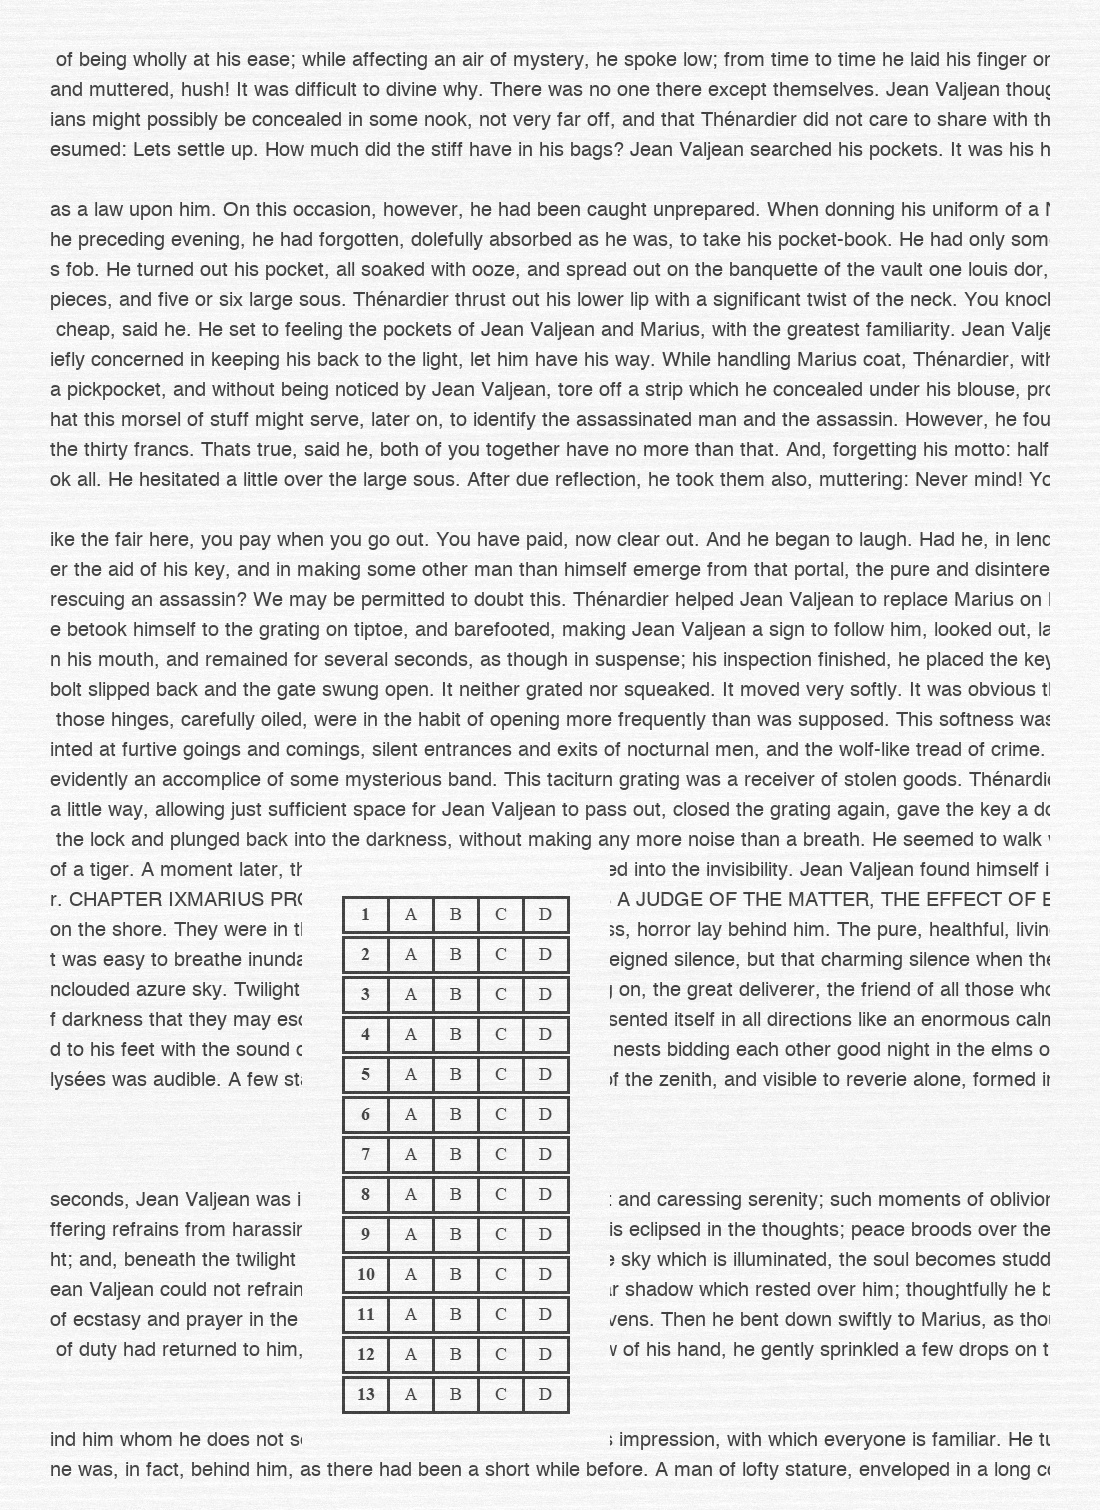 of being wholly at his ease; while affecting an air of mystery, he spoke low; from time to time he laid his finger on
and muttered, hush! It was difficult to divine why. There was no one there except themselves. Jean Valjean thoug
ians might possibly be concealed in some nook, not very far off, and that Thénardier did not care to share with th
esumed: Lets settle up. How much did the stiff have in his bags? Jean Valjean searched his pockets. It was his h
as a law upon him. On this occasion, however, he had been caught unprepared. When donning his uniform of a
he preceding evening, he had forgotten, dolefully absorbed as he was, to take his pocket-book. He had only som
s fob. He turned out his pocket, all soaked with ooze, and spread out on the banquette of the vault one louis dor,
pieces, and five or six large sous. Thénardier thrust out his lower lip with a significant twist of the neck. You knock
cheap, said he. He set to feeling the pockets of Jean Valjean and Marius, with the greatest familiarity. Jean Valje
iefly concerned in keeping his back to the light, let him have his way. While handling Marius coat, Thénardier, with
a pickpocket, and without being noticed by Jean Valjean, tore off a strip which he concealed under his blouse, pro
hat this morsel of stuff might serve, later on, to identify the assassinated man and the assassin. However, he fou
the thirty francs. Thats true, said he, both of you together have no more than that. And, forgetting his motto: half
ok all. He hesitated a little over the large sous. After due reflection, he took them also, muttering: Never mind! Yo
ike the fair here, you pay when you go out. You have paid, now clear out. And he began to laugh. Had he, in lend
er the aid of his key, and in making some other man than himself emerge from that portal, the pure and disintere
rescuing an assassin? We may be permitted to doubt this. Thénardier helped Jean Valjean to replace Marius on
e betook himself to the grating on tiptoe, and barefooted, making Jean Valjean a sign to follow him, looked out, la
n his mouth, and remained for several seconds, as though in suspense; his inspection finished, he placed the key
bolt slipped back and the gate swung open. It neither grated nor squeaked. It moved very softly. It was obvious th
those hinges, carefully oiled, were in the habit of opening more frequently than was supposed. This softness was
inted at furtive goings and comings, silent entrances and exits of nocturnal men, and the wolf-like tread of crime.
evidently an accomplice of some mysterious band. This taciturn grating was a receiver of stolen goods. Thénardie
a little way, allowing just sufficient space for Jean Valjean to pass out, closed the grating again, gave the key a do
the lock and plunged back into the darkness, without making any more noise than a breath. He seemed to walk
of a tiger. A moment later, th ed into the invisibility. Jean Valjean found himself i
r. CHAPTER IXMARIUS PRO A JUDGE OF THE MATTER, THE EFFECT OF
on the shore. They were in th ss, horror lay behind him. The pure, healthful, living
t was easy to breathe inunda eigned silence, but that charming silence when the
nclouded azure sky. Twilight g on, the great deliverer, the friend of all those who
f darkness that they may esc sented itself in all directions like an enormous calm
d to his feet with the sound nests bidding each other good night in the elms o
lysées was audible. A few sta of the zenith, and visible to reverie alone, formed in
seconds, Jean Valjean was i and caressing serenity; such moments of oblivion
ffering refrains from harassin is eclipsed in the thoughts; peace broods over the
ht; and, beneath the twilight sky which is illuminated, the soul becomes studd
ean Valjean could not refrain ar shadow which rested over him; thoughtfully he b
of ecstasy and prayer in the vens. Then he bent down swiftly to Marius, as thou
of duty had returned to him, w of his hand, he gently sprinkled a few drops on t
ind him whom he does not se impression, with which everyone is familiar. He tu
ne was, in fact, behind him, as there had been a short while before. A man of lofty stature, enveloped in a long co
1 A B C D
2 A B C D
3 A B C D
4 A B C D
5 A B C D
6 A B C D
7 A B C D
8 A B C D
9 A B C D
10 A B C D
11 A B C D
12 A B C D
13 A B C D